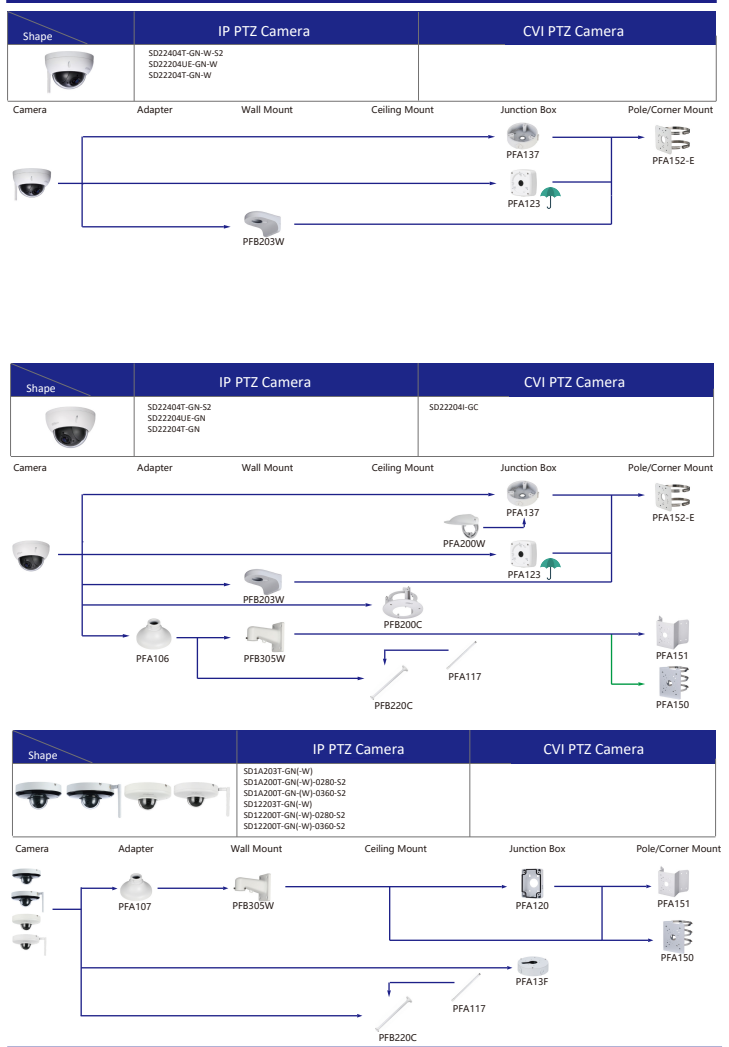 Shape
IP PTZ Camera
CVI PTZ Camera
SD22404T-GN-W-S2
SD22204UE-GN-W
SD22204T-GN-W
Camera Adapter Wall Mount Ceiling Mount Junction Box Pole/Corner Mount
PFA137
PFA152-E
PFA123
PFB203W
Shape
IP PTZ Camera
CVI PTZ Camera
SD22404T-GN-S2
SD22204UE-GN
SD22204T-GN
SD22204I-GC
Camera Adapter Wall Mount Ceiling Mount Junction Box Pole/Corner Mount
PFA137
PFA152-E
PFA200W
PFA123
PFB203W
PFB200C
PFA106
PFB305W
PFA151
PFA117
PFB220C
PFA150
Shape
IP PTZ Camera
CVI PTZ Camera
SD1A203T-GN(-W)
SD1A200T-GN(-W)-0280-S2
SD1A200T-GN-(W)-0360-S2
SD12203T-GN(-W)
SD12200T-GN(-W)-0280-S2
SD12200T-GN(-W)-0360-S2
Camera Adapter Wall Mount Ceiling Mount Junction Box Pole/Corner Mount
PFA107
PFB305W
PFA120
PFA151
PFA150
PFA13F
PFA117
PFB220C